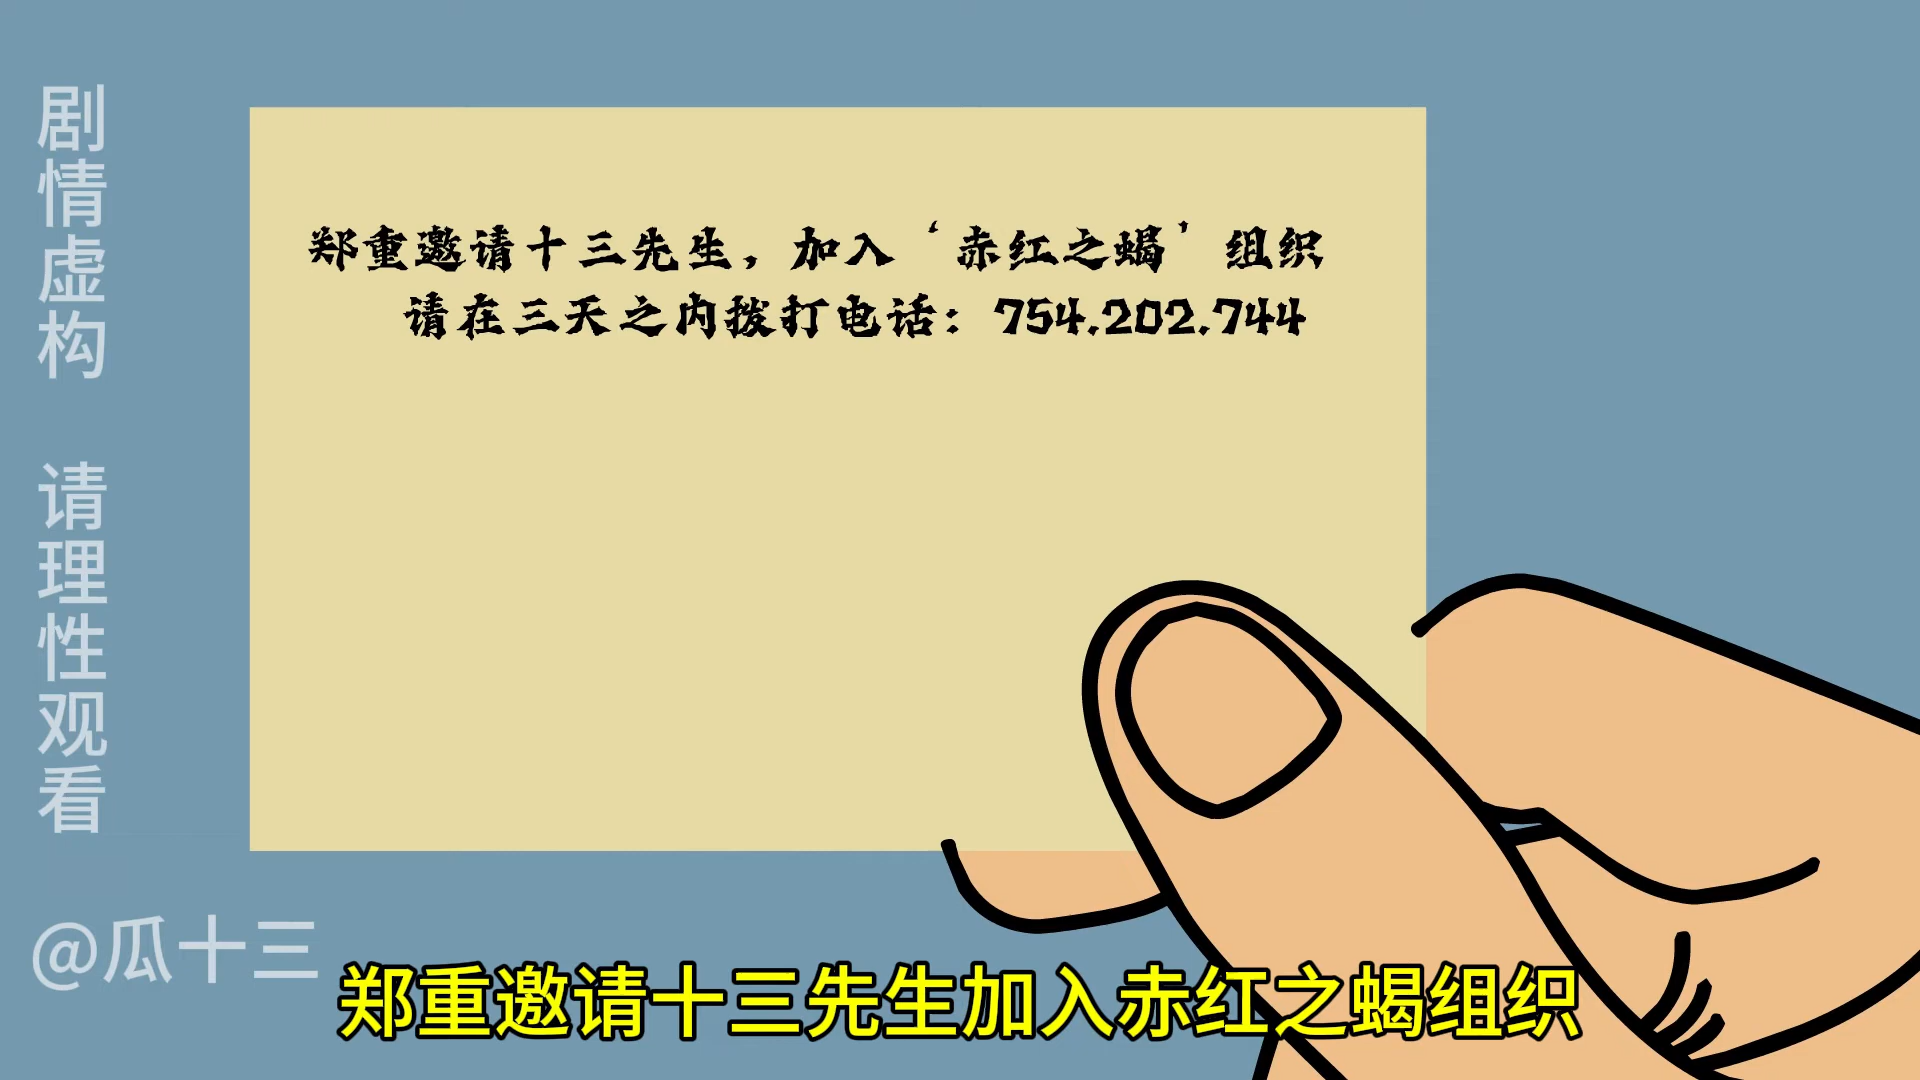 剧情虚构 请理性观看
郑重邀请十三先生，加入‘赤红之蝎’组织
请在三天之内拨打电话：754.202.744
@瓜十三
郑重邀请十三先生加入赤红之蝎组织